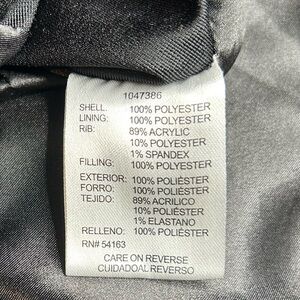 1047386
SHELL: 100% POLYESTER
LINING: 100% POLYESTER
RIB: 89% ACRYLIC
10% POLYESTER
1% SPANDEX
FILLING: 100% POLYESTER
EXTERIOR: 100% POLIÉSTER
FORRO: 100% POLIÉSTER
TEJIDO: 89% ACRILICO
10% POLIÉSTER
1% ELASTANO
RELLENO: 100% POLIÉSTER
RN# 54163
CARE ON REVERSE
CUIDADOAL REVERSO